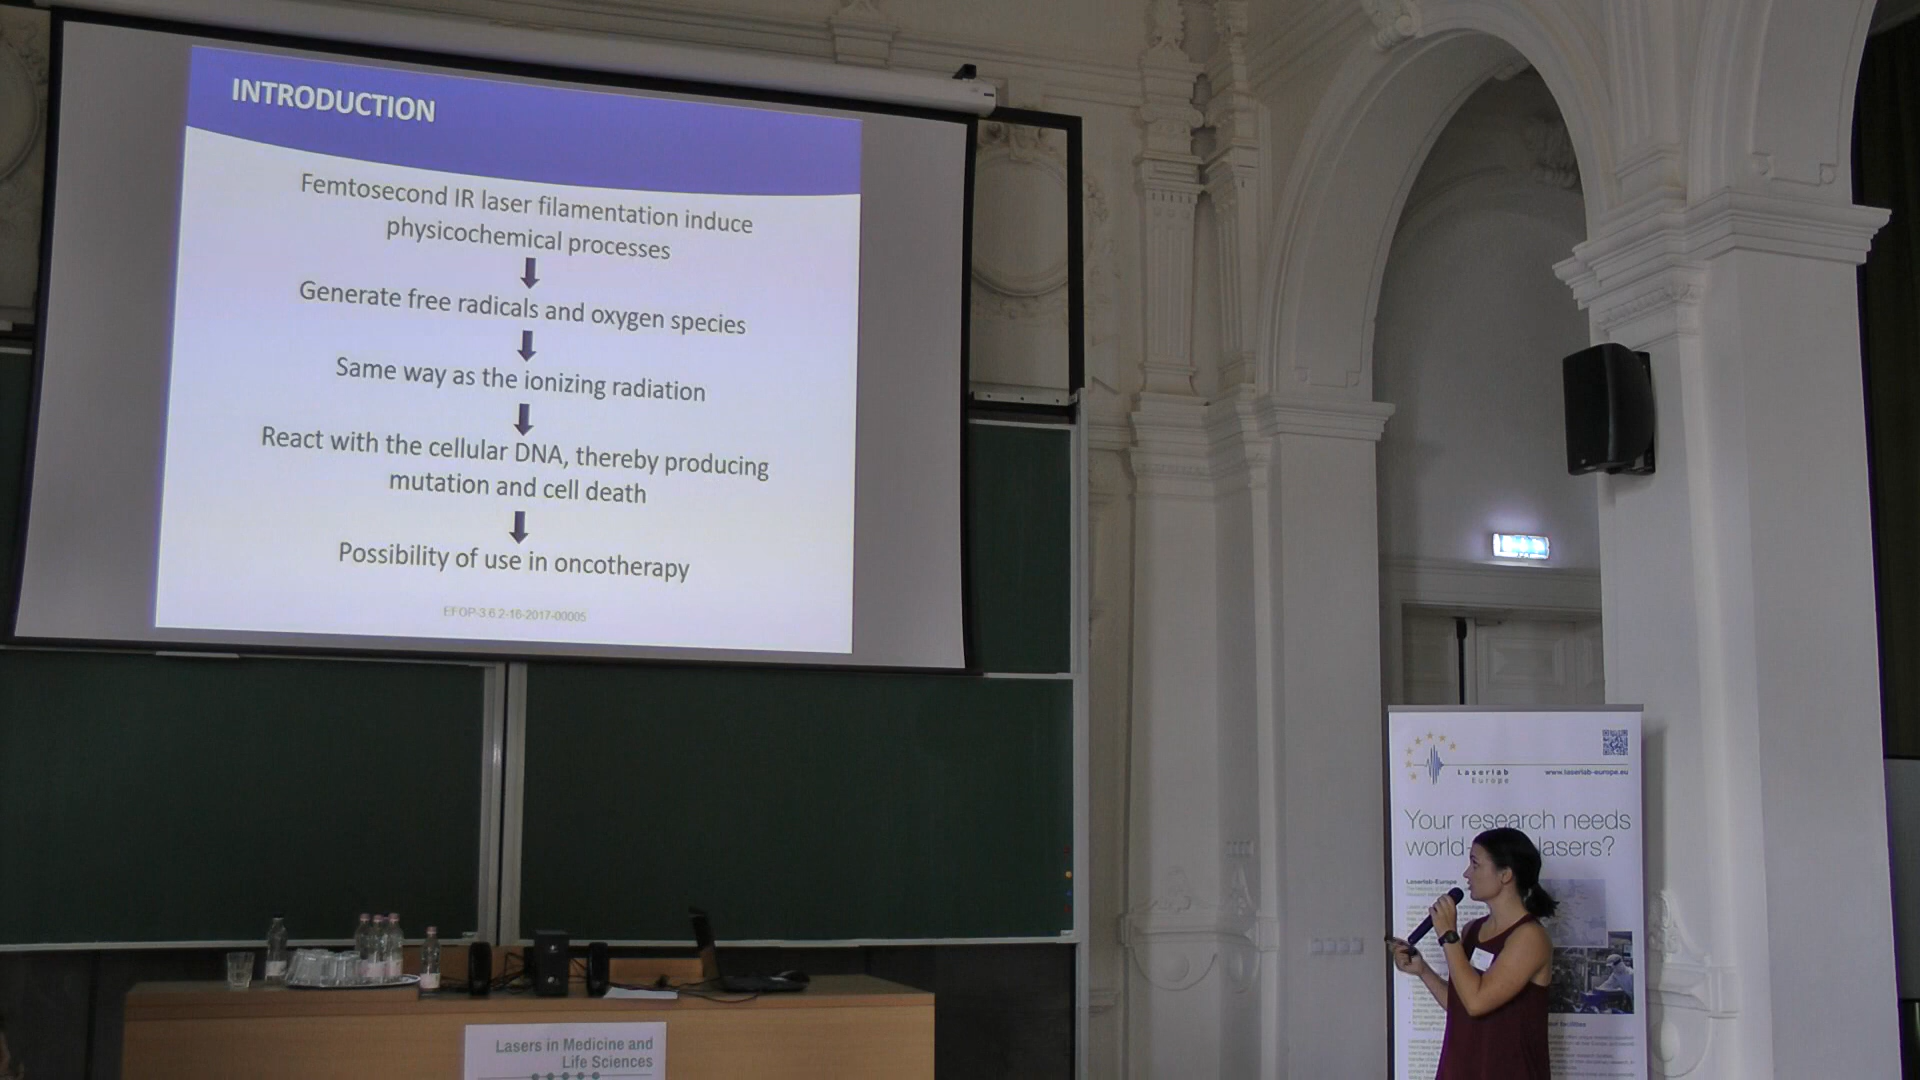 INTRODUCTION
Femtosecond IR laser filamentation induce
physicochemical processes
Generate free radicals and oxygen species
Same way as the ionizing radiation
React with the cellular DNA, thereby producing
mutation and cell death
Possibility of use in oncotherapy
EFOP-3.6.2-16-2017-00005
Laserlab
Europe
www.laserlab-europe.eu
Your research needs
world- lasers?
Laserlab-Europe
Lasers in Medicine and
Life Sciences